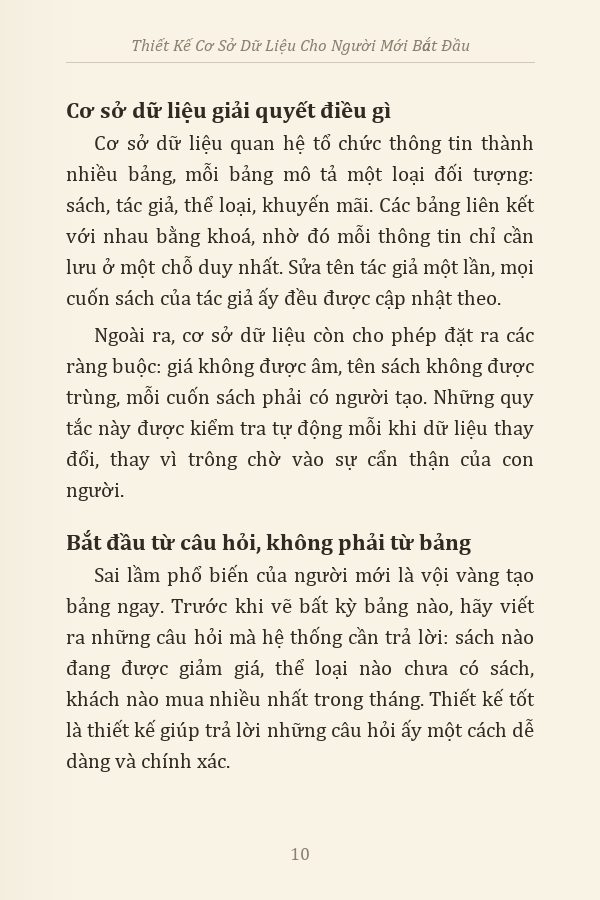 Thiết Kế Cơ Sở Dữ Liệu Cho Người Mới Bắt Đầu
Cơ sở dữ liệu giải quyết điều gì
Cơ sở dữ liệu quan hệ tổ chức thông tin thành
nhiều bảng, mỗi bảng mô tả một loại đối tượng:
sách, tác giả, thể loại, khuyến mãi. Các bảng liên kết
với nhau bằng khoá, nhờ đó mỗi thông tin chỉ cần
lưu ở một chỗ duy nhất. Sửa tên tác giả một lần, mọi
cuốn sách của tác giả ấy đều được cập nhật theo.
Ngoài ra, cơ sở dữ liệu còn cho phép đặt ra các
ràng buộc: giá không được âm, tên sách không được
trùng, mỗi cuốn sách phải có người tạo. Những quy
tắc này được kiểm tra tự động mỗi khi dữ liệu thay
đổi, thay vì trông chờ vào sự cẩn thận của con
người.
Bắt đầu từ câu hỏi, không phải từ bảng
Sai lầm phổ biến của người mới là vội vàng tạo
bảng ngay. Trước khi vẽ bất kỳ bảng nào, hãy viết
ra những câu hỏi mà hệ thống cần trả lời: sách nào
đang được giảm giá, thể loại nào chưa có sách,
khách nào mua nhiều nhất trong tháng. Thiết kế tốt
là thiết kế giúp trả lời những câu hỏi ấy một cách dễ
dàng và chính xác.
10